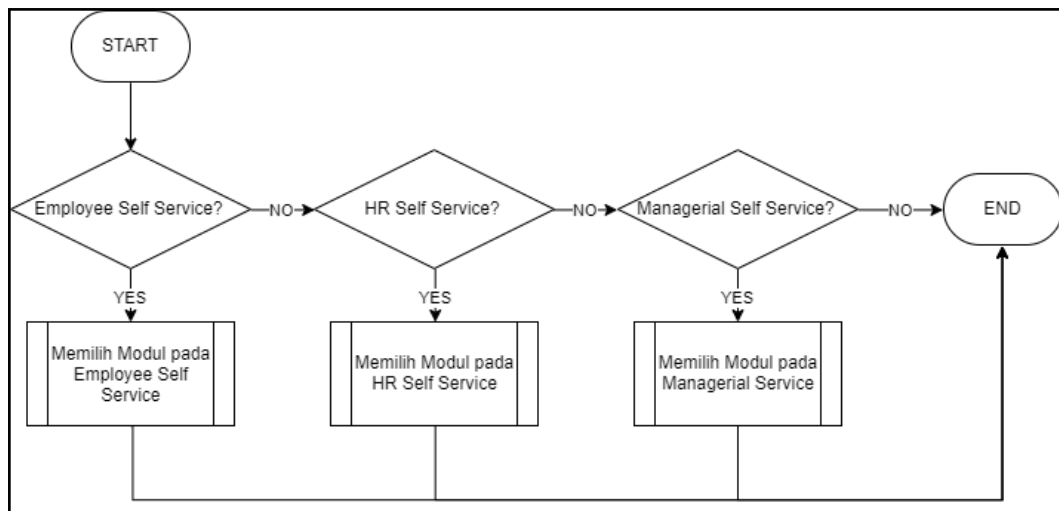 START
Employee Self Service?
NO
HR Self Service?
NO
Managerial Self Service?
NO
END
YES
YES
YES
Memilih Modul pada
Employee Self
Service
Memilih Modul pada
HR Self Service
Memilih Modul pada
Managerial Service